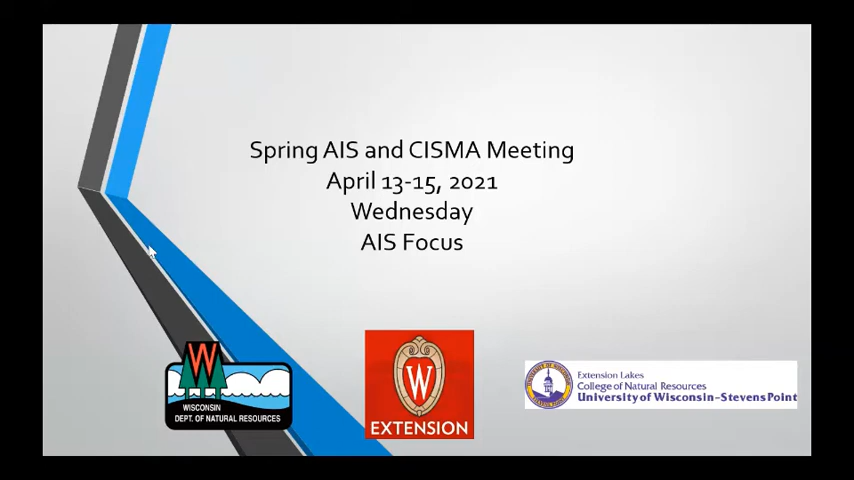 Spring AIS and CISMA Meeting
April 13-15, 2021
Wednesday
AIS Focus
W
WISCONSIN
DEPT. OF NATURAL RESOURCES
W
EXTENSION
Extension Lakes
College of Natural Resources
University of Wisconsin-Stevens Point